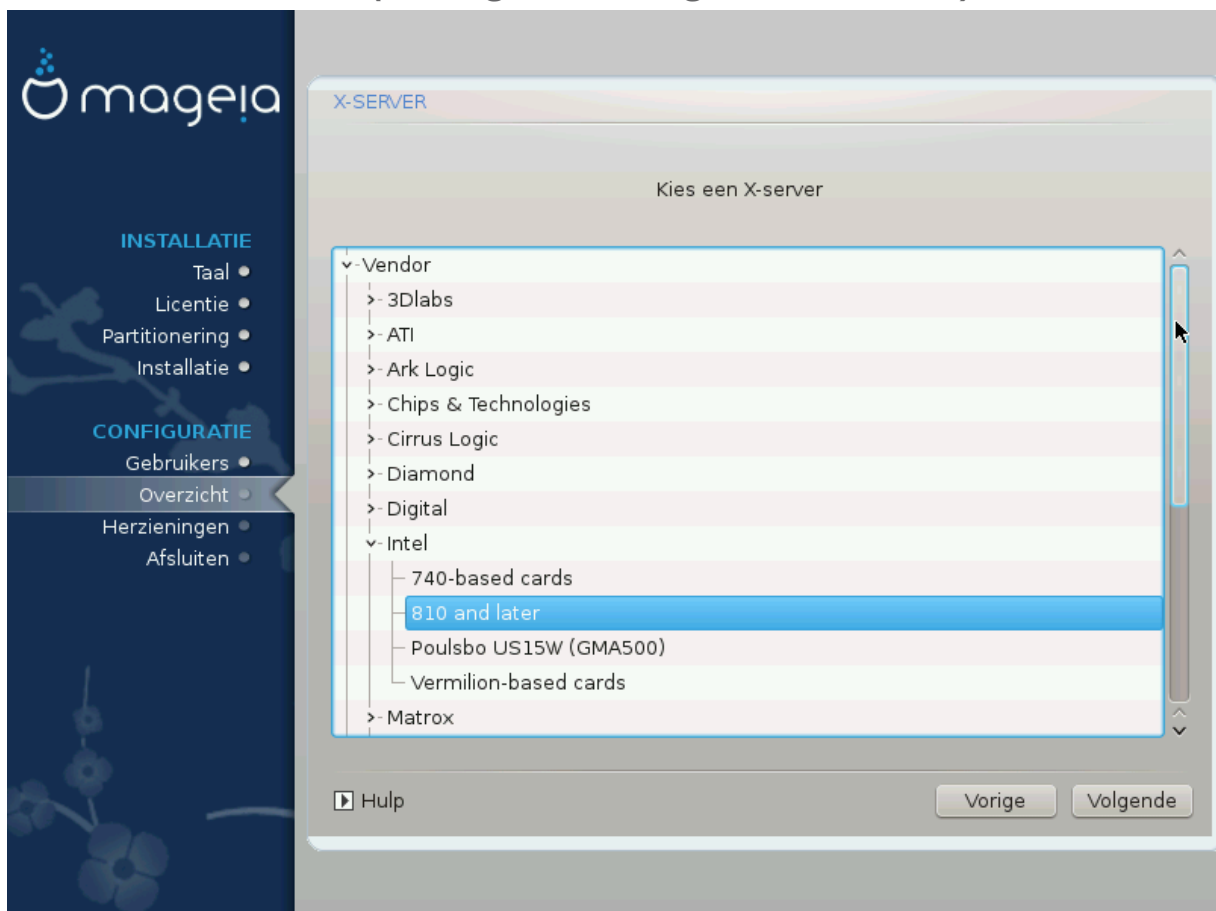 mageia
INSTALLATIE
Taal
Licentie
Partitionering
Installatie
CONFIGURATIE
Gebruikers
Overzicht
Herzieningen
Afsluiten
X-SERVER
Kies een X-server
Vendor
3Dlabs
ATI
Ark Logic
Chips & Technologies
Cirrus Logic
Diamond
Digital
Intel
740-based cards
810 and later
Poulsbo US15W (GMA500)
Vermilion-based cards
Matrox
Hulp
Vorige
Volgende